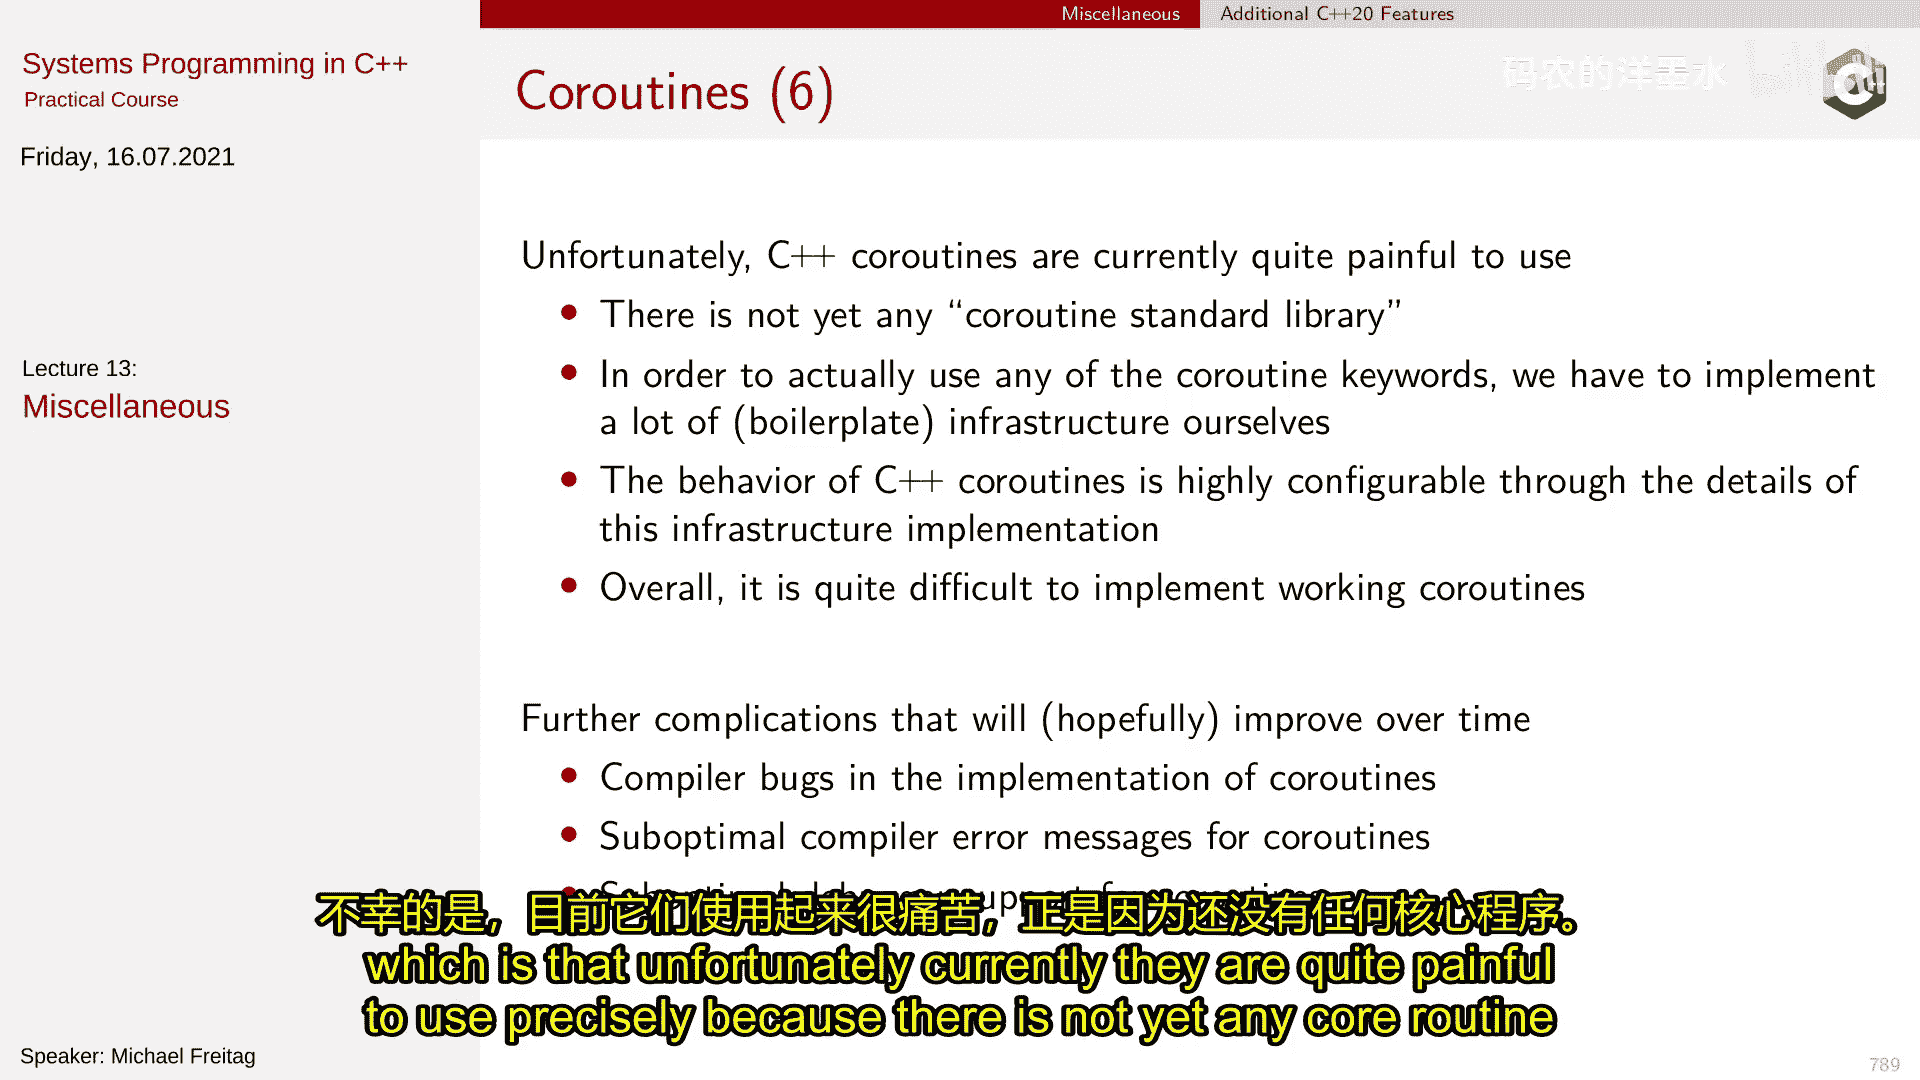 Miscellaneous
Additional C++20 Features
Systems Programming in C++
Practical Course
Friday, 16.07.2021
Lecture 13:
Miscellaneous
Speaker: Michael Freitag
Coroutines (6)
码农的洋墨水
Unfortunately, C++ coroutines are currently quite painful to use
• There is not yet any “coroutine standard library”
• In order to actually use any of the coroutine keywords, we have to implement
a lot of (boilerplate) infrastructure ourselves
• The behavior of C++ coroutines is highly configurable through the details of
this infrastructure implementation
• Overall, it is quite difficult to implement working coroutines
Further complications that will (hopefully) improve over time
• Compiler bugs in the implementation of coroutines
• Suboptimal compiler error messages for coroutines
不幸的是，目前它们使用起来很痛苦，正是因为还没有任何核心程序。
which is that unfortunately currently they are quite painful
to use precisely because there is not yet any core routine
789